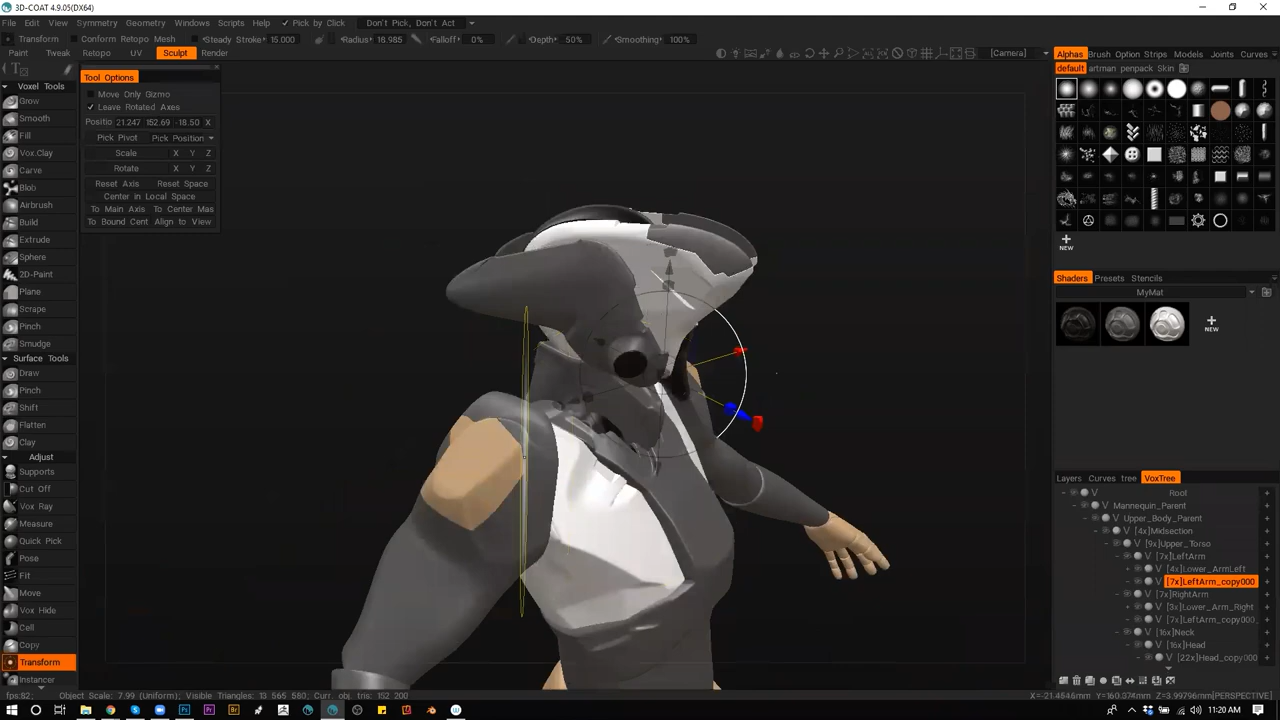 3D-COAT 4.9.05(DX64)
File Edit View Symmetry Geometry Windows Scripts Help Pick by Click Don't Pick, Don't Act
Transform Conform Retopo Mesh Steady Stroke 15.000 Radius 18.985 Falloff 0% Depth 50% Smoothing 100%
Paint Tweak Retopo UV Sculpt Render [Camera] Alphas Brush Option Strips Models Joints Curves
default artman penpack Skin
Tool Options
Voxel Tools
Grow
Smooth
Fill
Vox.Clay
Carve
Blob
Airbrush
Build
Extrude
Sphere
2D-Paint
Plane
Scrape
Pinch
Smudge
Surface Tools
Draw
Pinch
Shift
Flatten
Clay
Adjust
Supports
Cut Off
Vox Ray
Measure
Quick Pick
Pose
Fit
Move
Vox Hide
Cell
Copy
Transform
Instancer
Move Only Gizmo
Leave Rotated Axes
Positio 21.247 152.69 -18.50 X
Pick Pivot Pick Position
Scale X Y Z
Rotate X Y Z
Reset Axis Reset Space
Center in Local Space
To Main Axis To Center Mas
To Bound Cent Align to View
NEW
Shaders Presets Stencils
MyMat
NEW
Layers Curves tree VoxTree
Root
Mannequin_Parent
Upper_Body_Parent
[4x]Midsection
[9x]Upper_Torso
[7x]LeftArm
[4x]Lower_ArmLeft
[7x]LeftArm_copy000
[7x]RightArm
[3x]Lower_Arm_Right
[7x]LeftArm_copy000_
[16x]Neck
[16x]Head
[22x]Head_copy000
fps:82; Object Scale: 7.99 (Uniform); Visible Triangles: 13 565 580; Curr. obj. tris: 152 200 X=-21.4546mm Y=160.374mm Z=3.99796mm [PERSPECTIVE]
11:20 AM